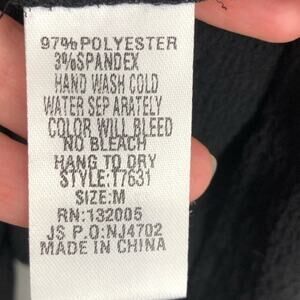 97%POLYESTER
3%SPANDEX
HAND WASH COLD
WATER SEP ARATELY
COLOR WILL BLEED
NO BLEACH
HANG TO DRY
STYLE:T7631
SIZE:M
RN:132005
JS P.O:NJ4702
MADE IN CHINA